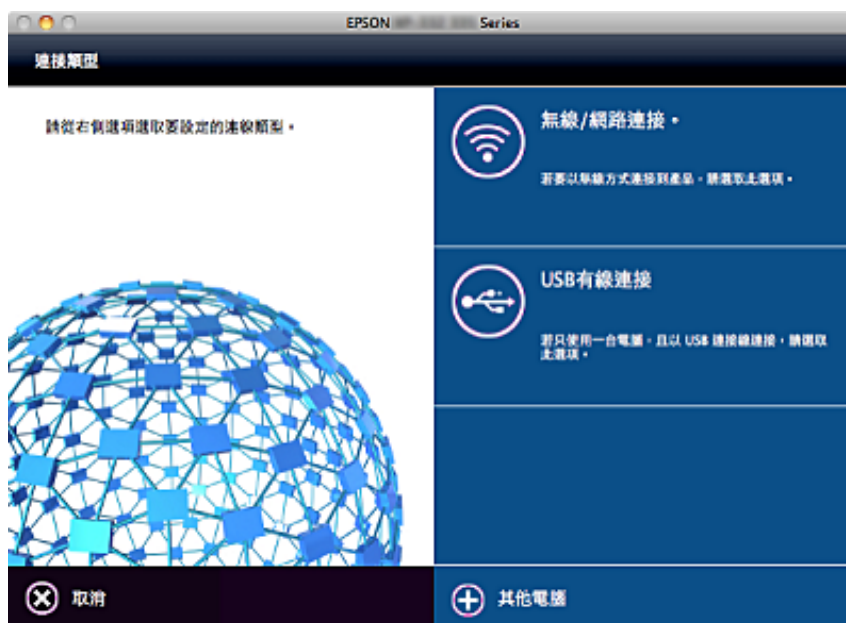 EPSON Series
連接類型
請從右側選項選取要設定的連線類型。
無線/網路連接。
若要以無線方式連接到產品，請選取此選項。
USB有線連接
若只使用一台電腦，且以 USB 連接線連接，請選取
此選項。
取消
其他電腦